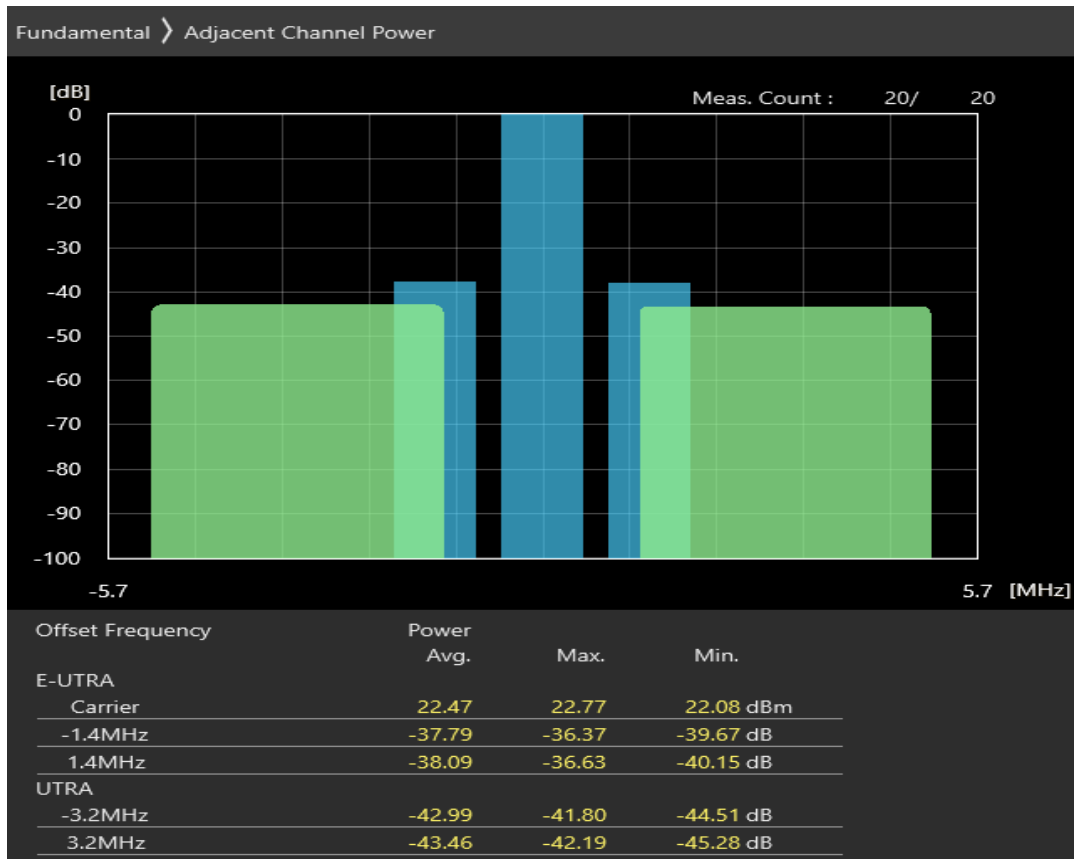 Fundamental 〉 Adjacent Channel Power
[dB]
Meas. Count : 20/ 20
0
-10
-20
-30
-40
-50
-60
-70
-80
-90
-100
-5.7 5.7 [MHz]
Offset Frequency Power
Avg. Max. Min.
E-UTRA
Carrier 22.47 22.77 22.08 dBm
-1.4MHz -37.79 -36.37 -39.67 dB
1.4MHz -38.09 -36.63 -40.15 dB
UTRA
-3.2MHz -42.99 -41.80 -44.51 dB
3.2MHz -43.46 -42.19 -45.28 dB